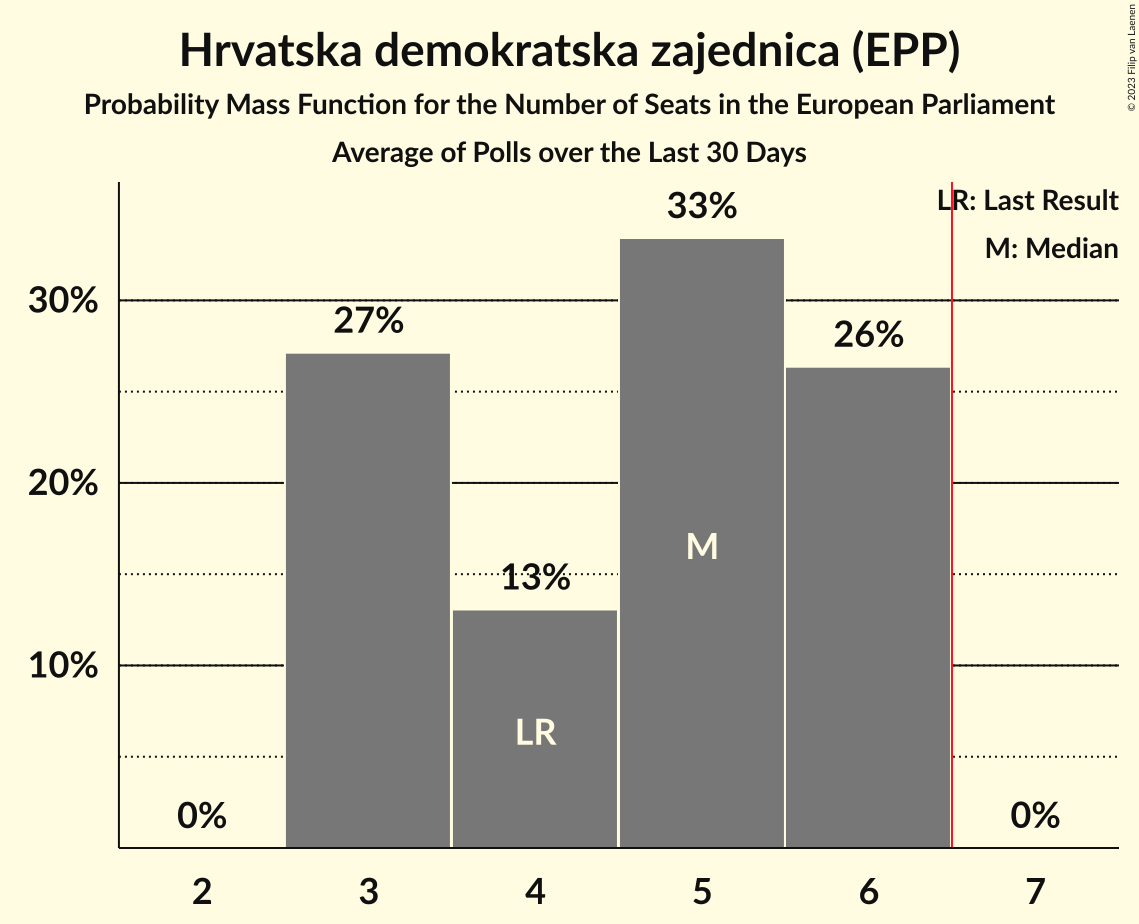 Hrvatska demokratska zajednica (EPP)
Probability Mass Function for the Number of Seats in the European Parliament
Average of Polls over the Last 30 Days
© 2023 Filip van Laenen
LR: Last Result
M: Median
33%
30%
27%
26%
20%
M
13%
10%
LR
0%
0%
2 3 4 5 6 7